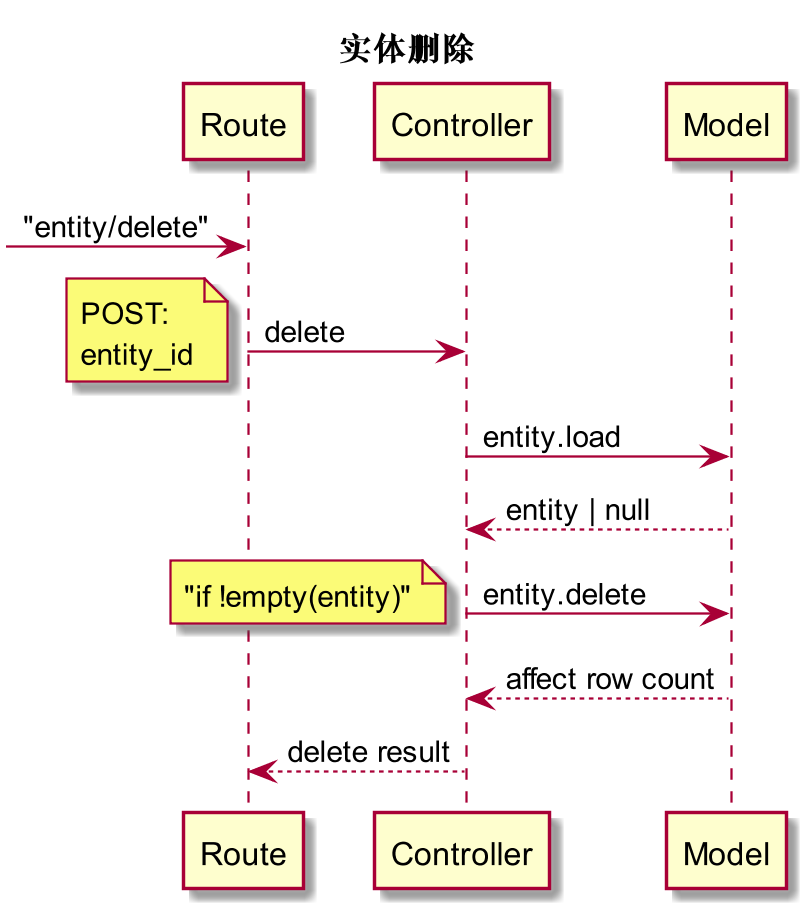 实体删除
Route
Controller
Model
"entity/delete"
POST:
entity_id
delete
entity.load
entity | null
"if !empty(entity)"
entity.delete
affect row count
delete result
Route
Controller
Model